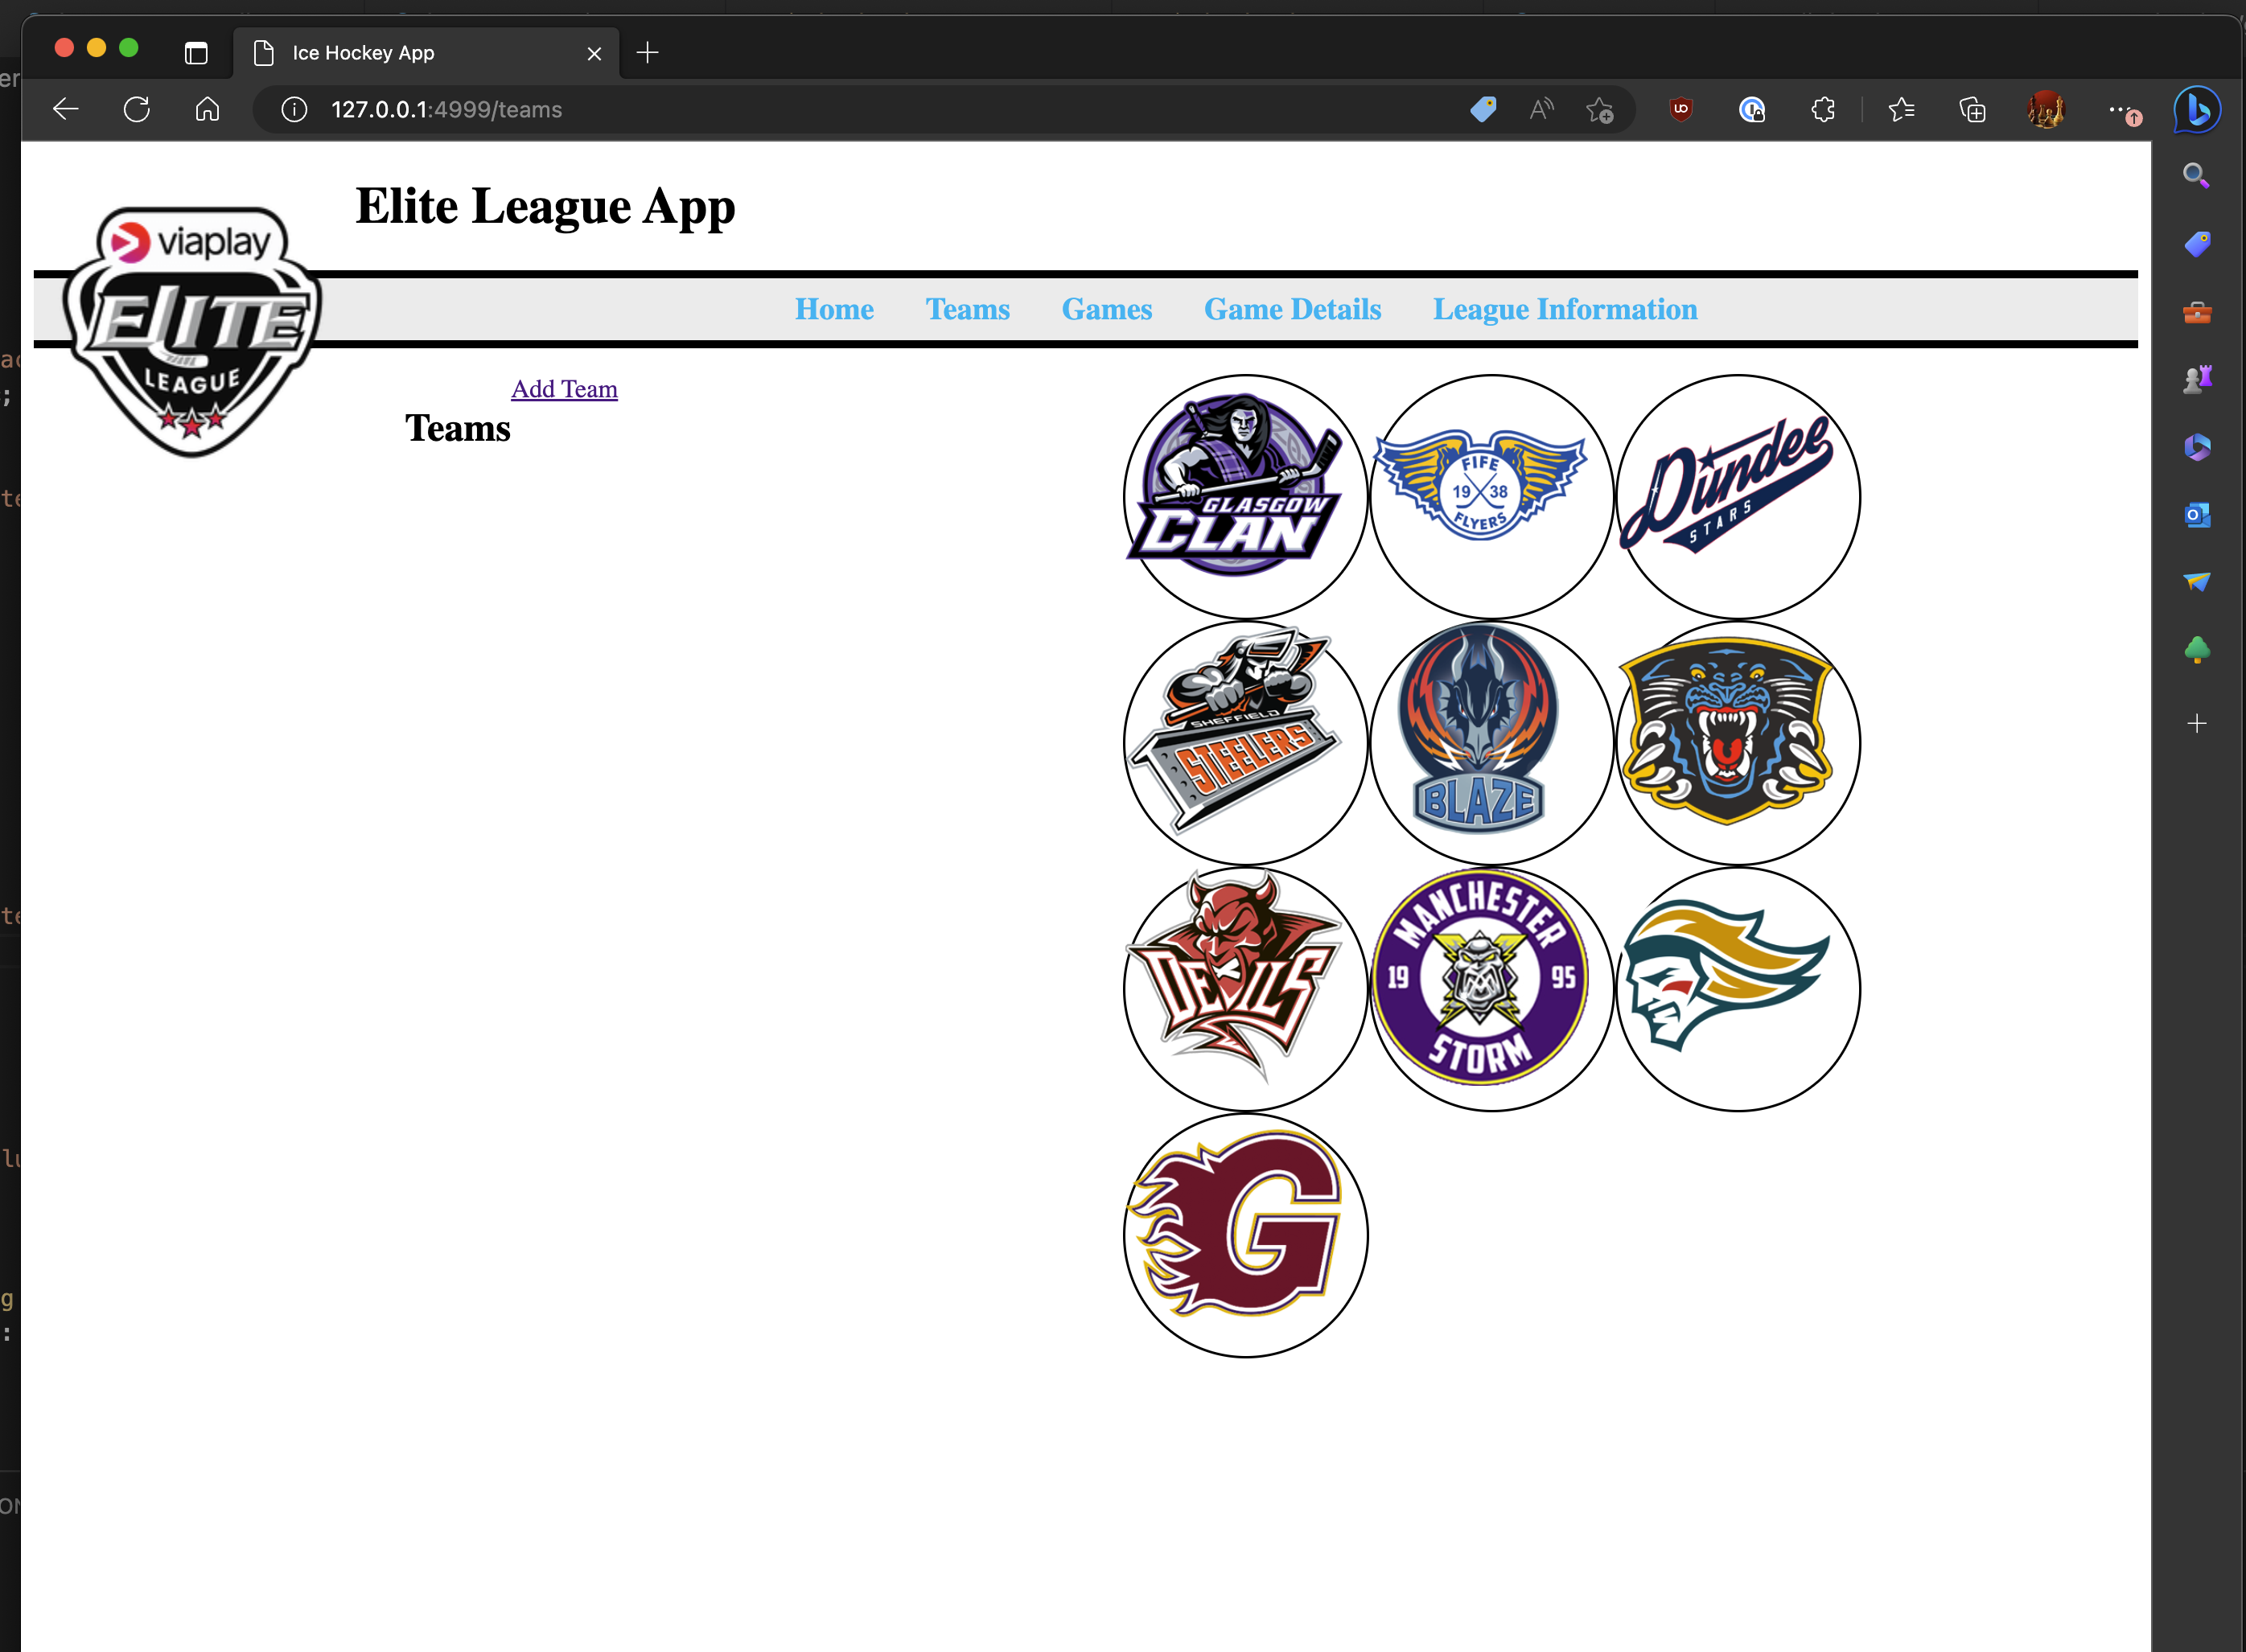 Ice Hockey App
127.0.0.1:4999/teams
Elite League App
viaplay
ELITE
LEAGUE
Home Teams Games Game Details League Information
Add Team
Teams
GLASGOW
CLAN
FIFE
19 38
FLYERS
Dundee
STARS
SHEFFIELD
STEELERS
BLAZE
DEVILS
MANCHESTER
19 95
STORM
G